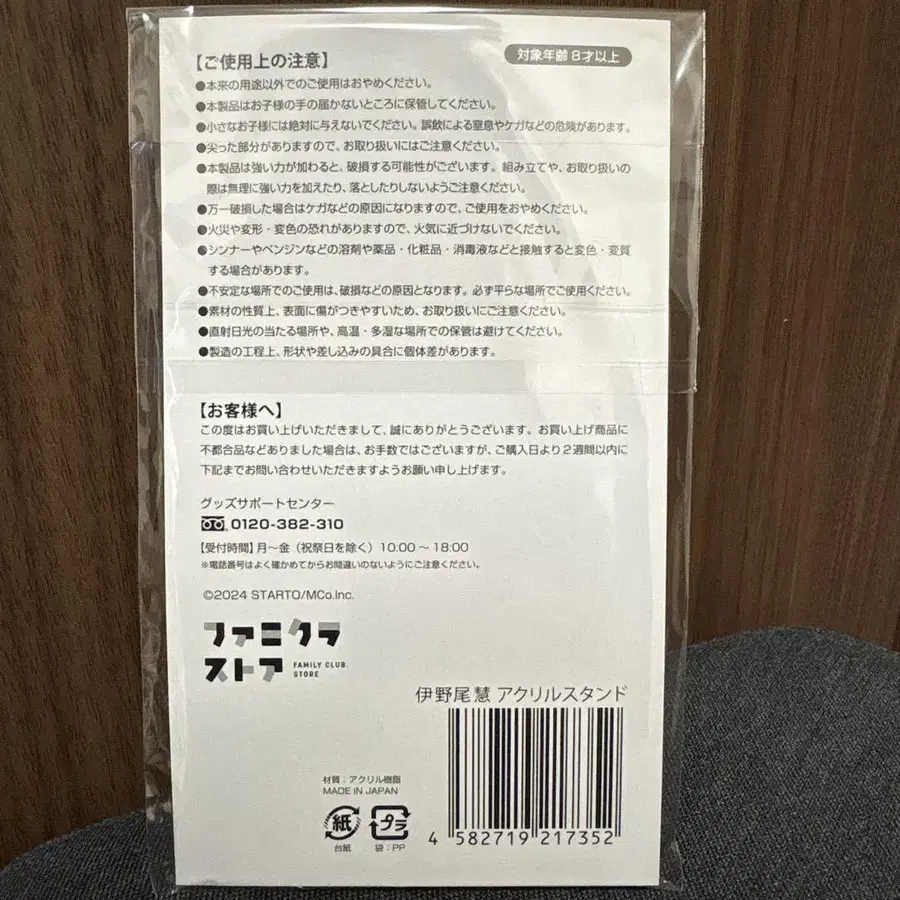 【ご使用上の注意】
対象年齢 8才以上
●本来の用途以外でのご使用はおやめください。
●本製品はお子様の手の届かないところに保管してください。
●小さなお子様には絶対に与えないでください。誤飲による窒息やケガなどの危険があります。
●尖った部分がありますので、お取り扱いにはご注意ください。
●本製品は強い力が加わると、破損する可能性がございます。組み立てや、お取り扱いの
際は無理に強い力を加えたり、落としたりしないようご注意ください。
●万一破損した場合はケガなどの原因になりますので、ご使用をおやめください。
●火災や変形・変色の恐れがありますので、火気に近づけないでください。
●シンナーやベンジンなどの溶剤や薬品・化粧品・消毒液などと接触すると変色・変質
する場合があります。
●不安定な場所でのご使用は、破損などの原因となります。必ず平らな場所でご使用ください。
●素材の性質上、表面に傷がつきやすいため、お取り扱いにご注意ください。
●直射日光の当たる場所や、高温・多湿な場所での保管は避けてください。
●製造の工程上、形状や差し込みの具合に個体差があります。
【お客様へ】
この度はお買い上げいただきまして、誠にありがとうございます。お買い上げ商品に
不都合品などありました場合は、お手数ではございますが、ご購入日より2週間以内に
下記までお問い合わせいただきますようお願い申し上げます。
グッズサポートセンター
0120-382-310
【受付時間】月〜金（祝祭日を除く）10:00〜18:00
※電話番号はよく確かめてからお間違いのないようにご注意ください。
©2024 STARTO/MCo.inc.
ファミクラ
ストア FAMILY CLUB.
STORE
伊野尾慧 アクリルスタンド
材質：アクリル樹脂
MADE IN JAPAN
紙 プラ
台紙 袋：PP
4 582719 217352